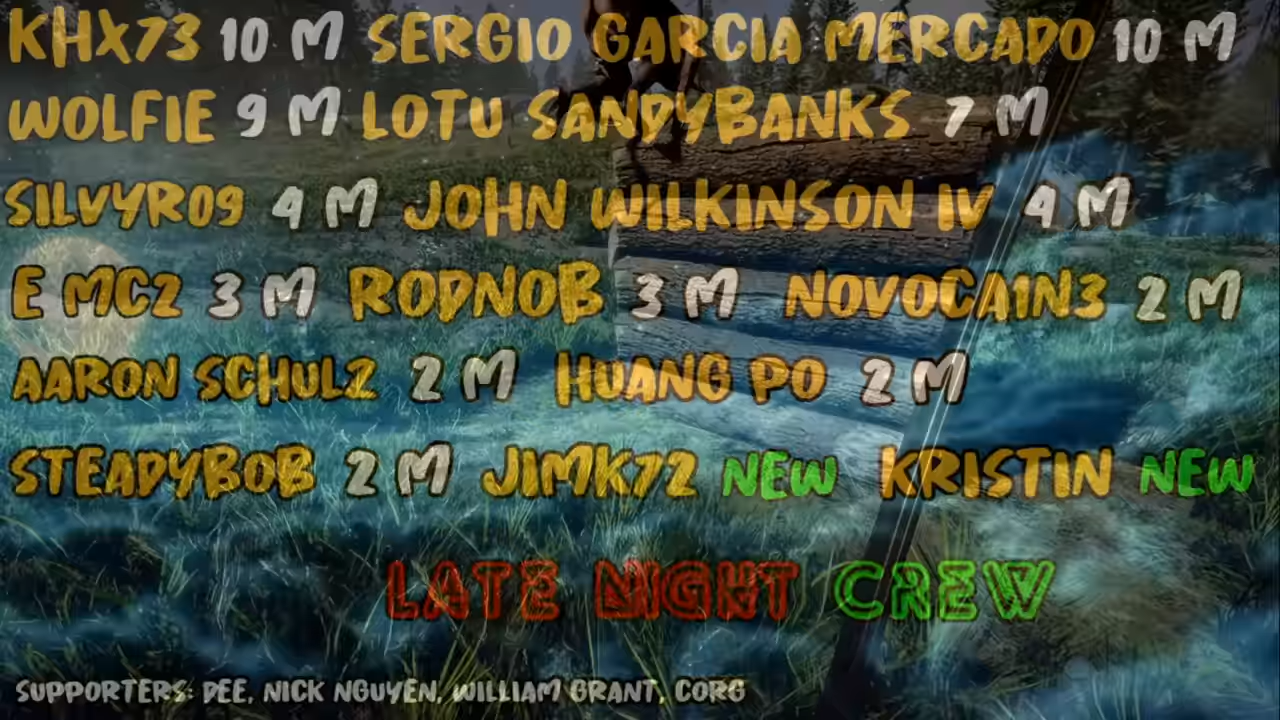 KHX73 10 M SERGIO GARCIA MERCADO 10 M
WOLFIE 9 M LOTU SANDYBANKS 7 M
SILVYR09 4 M JOHN WILKINSON IV 4 M
E MC2 3 M RODNOB 3 M NOVOCA1N3 2 M
AARON SCHULZ 2 M HUANG PO 2 M
STEADYBOB 2 M JIMK72 NEW KRISTIN NEW
LATE NIGHT CREW
SUPPORTERS: DEE, NICK NGUYEN, WILLIAM GRANT, CORG